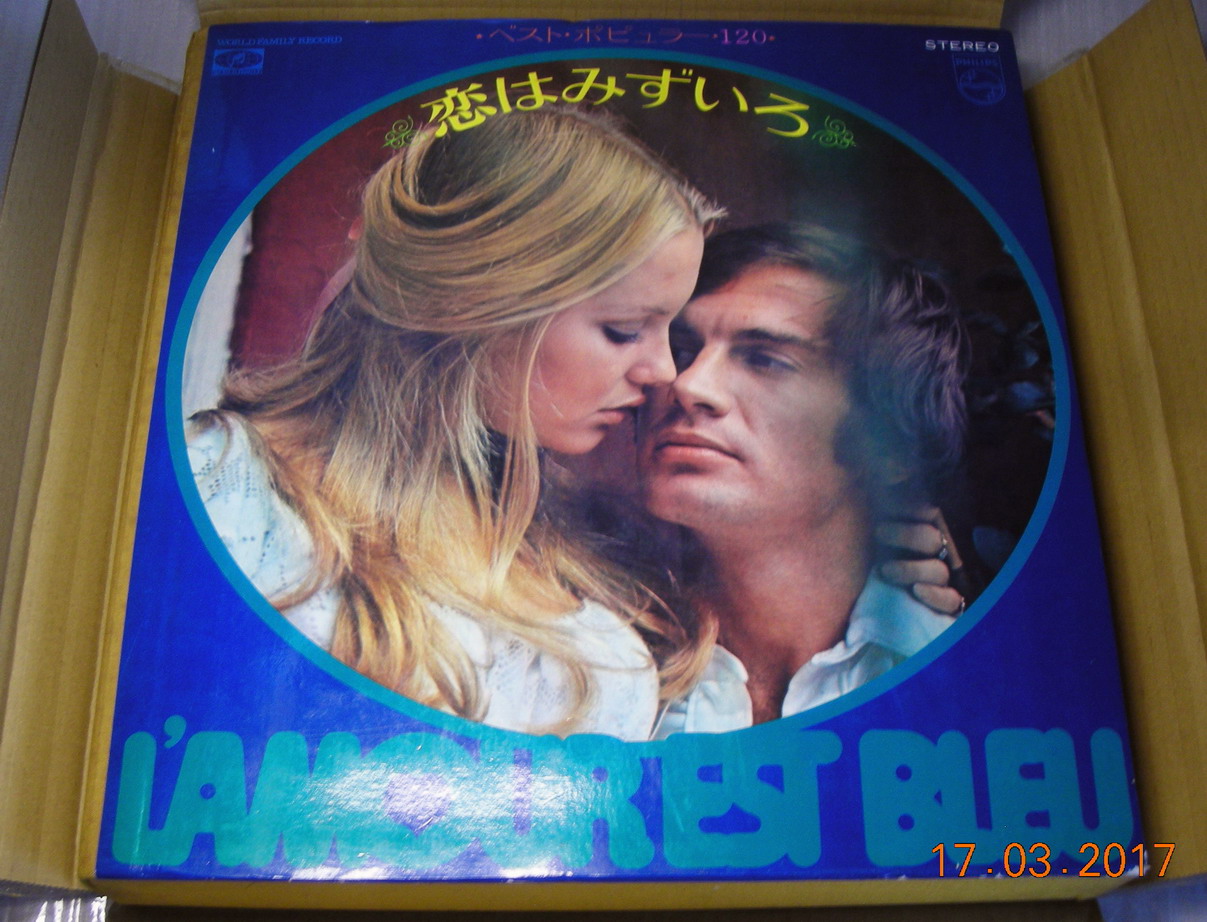 WORLD FAMILY RECORD
・ベスト・ポピュラー・120・
STEREO
PHILIPS
恋はみずいろ
L'AMOUR EST BLEU
17.03.2017